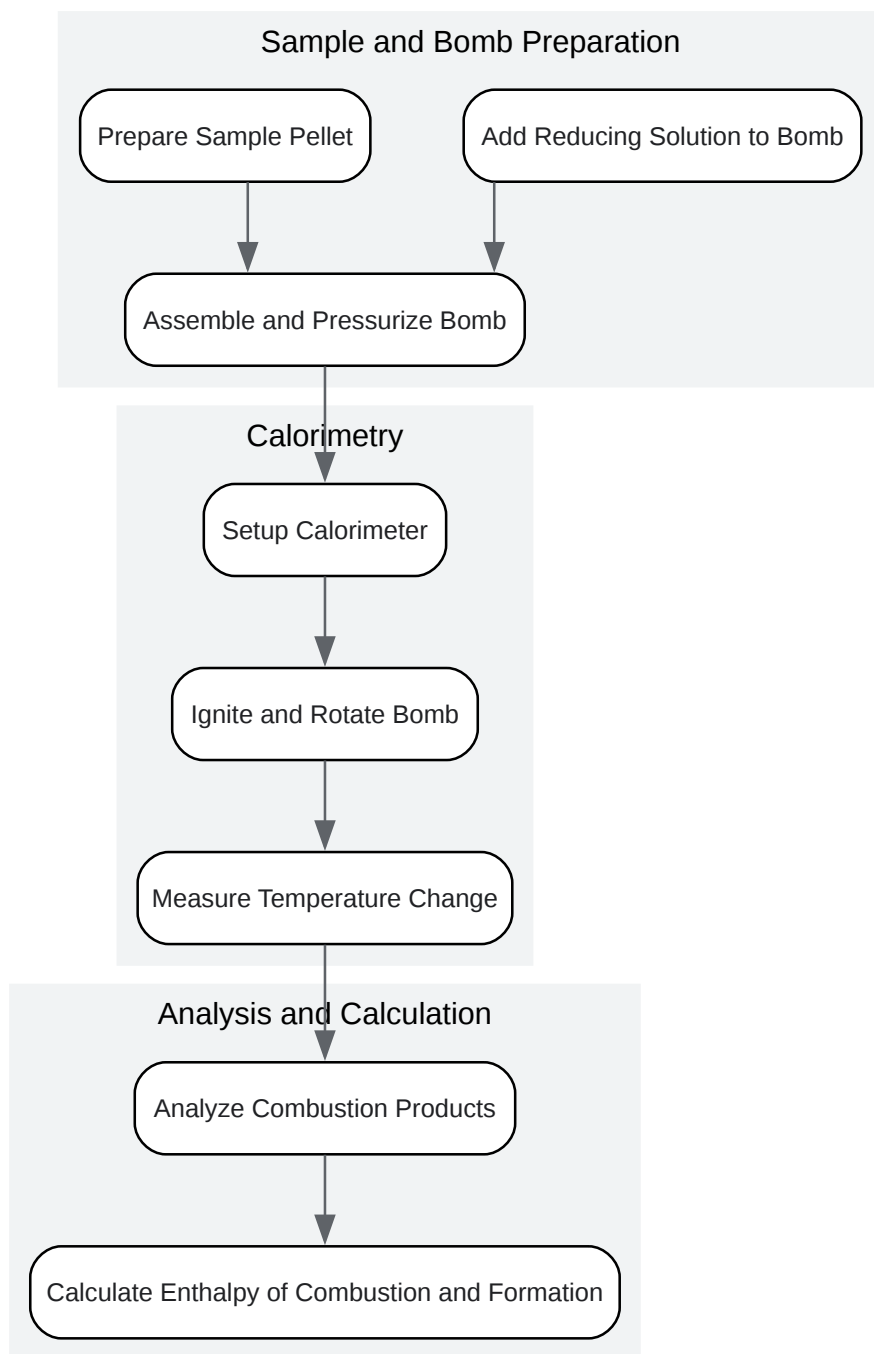 Sample and Bomb Preparation
Prepare Sample Pellet
Add Reducing Solution to Bomb
Assemble and Pressurize Bomb
Calorimetry
Setup Calorimeter
Ignite and Rotate Bomb
Measure Temperature Change
Analysis and Calculation
Analyze Combustion Products
Calculate Enthalpy of Combustion and Formation